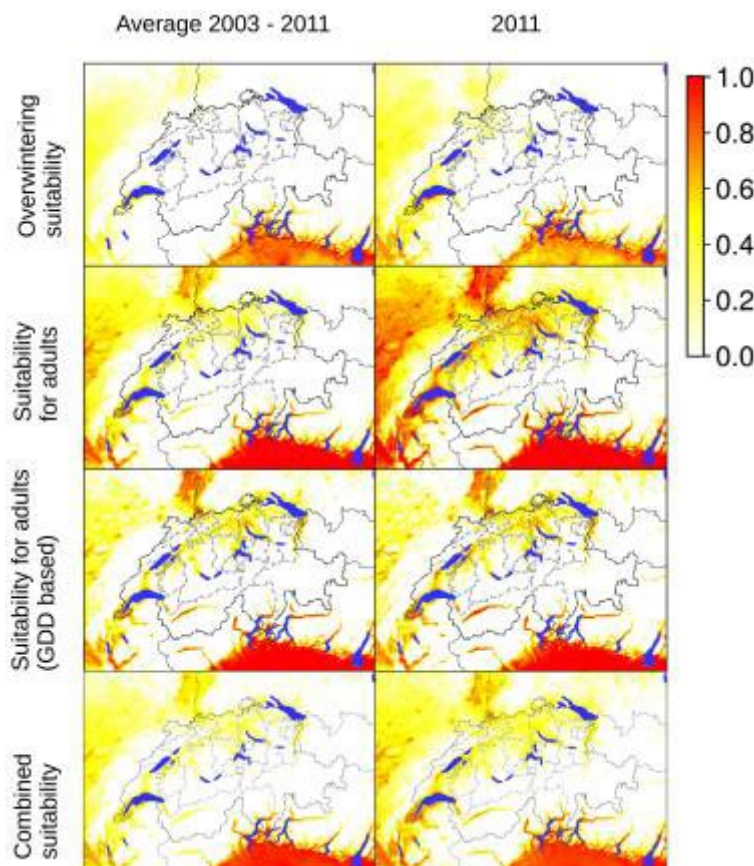 Average 2003 - 2011
2011
Overwintering
suitability
Suitability
for adults
Suitability for adults
(GDD based)
Combined
suitability
1.0
0.8
0.6
0.4
0.2
0.0